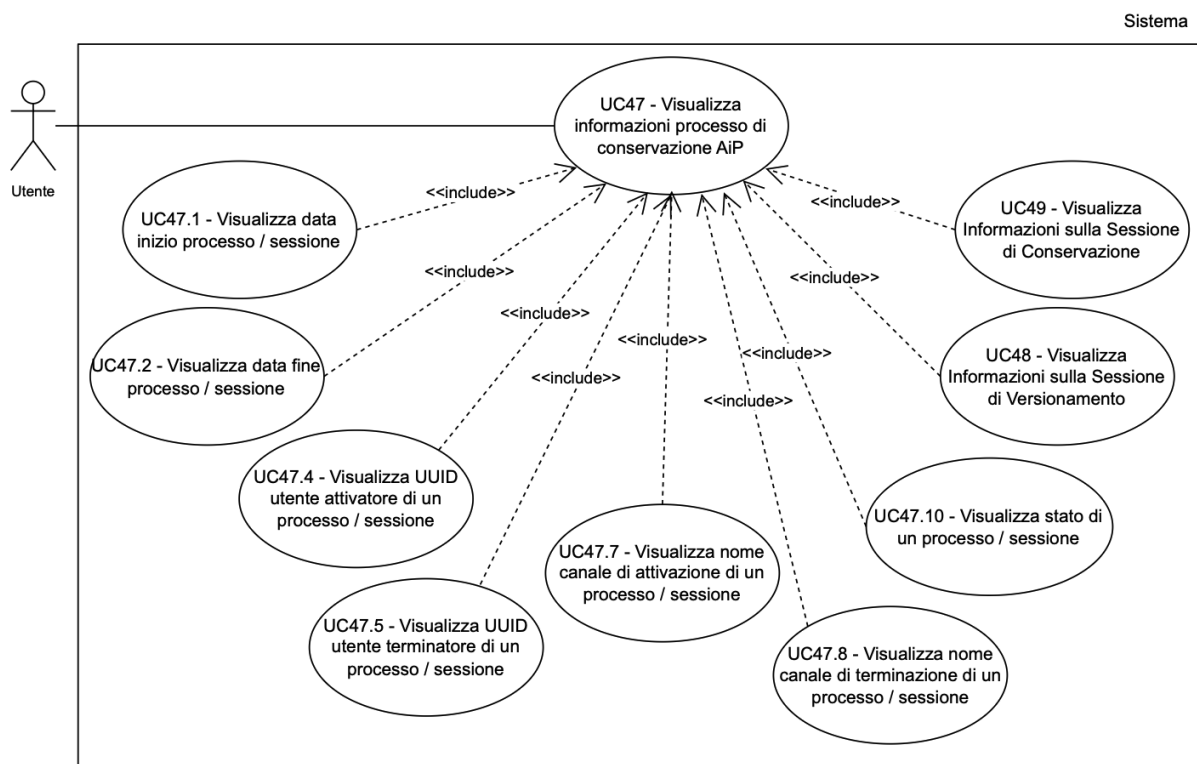 Sistema
UC47 - Visualizza
informazioni processo di
conservazione AiP
Utente
<<include>>
<<include>>
<<include>>
<<include>>
<<include>>
<<include>>
<<include>>
<<include>>
<<include>>
UC47.1 - Visualizza data
inizio processo / sessione
UC49 - Visualizza
Informazioni sulla Sessione
di Conservazione
UC47.2 - Visualizza data fine
processo / sessione
UC48 - Visualizza
Informazioni sulla Sessione
di Versionamento
UC47.4 - Visualizza UUID
utente attivatore di un
processo / sessione
UC47.10 - Visualizza stato di
un processo / sessione
UC47.7 - Visualizza nome
canale di attivazione di un
processo / sessione
UC47.5 - Visualizza UUID
utente terminatore di un
processo / sessione
UC47.8 - Visualizza nome
canale di terminazione di un
processo / sessione